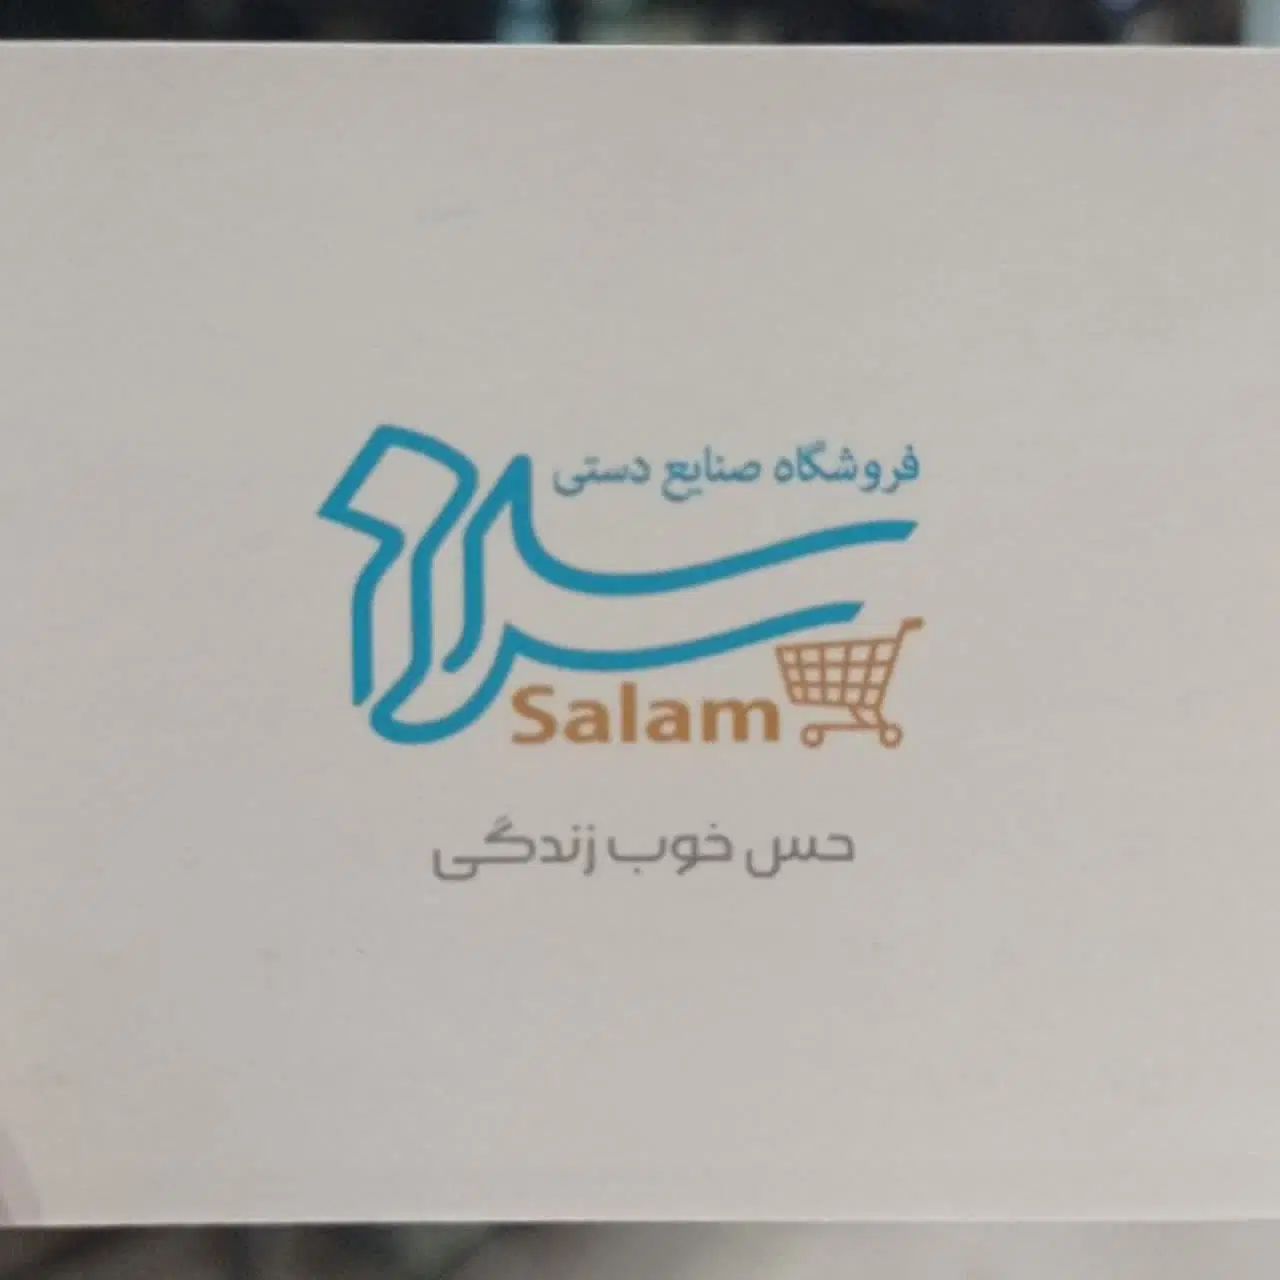 فروشگاه صنایع دستی
سلام
Salam
حس خوب زندگی